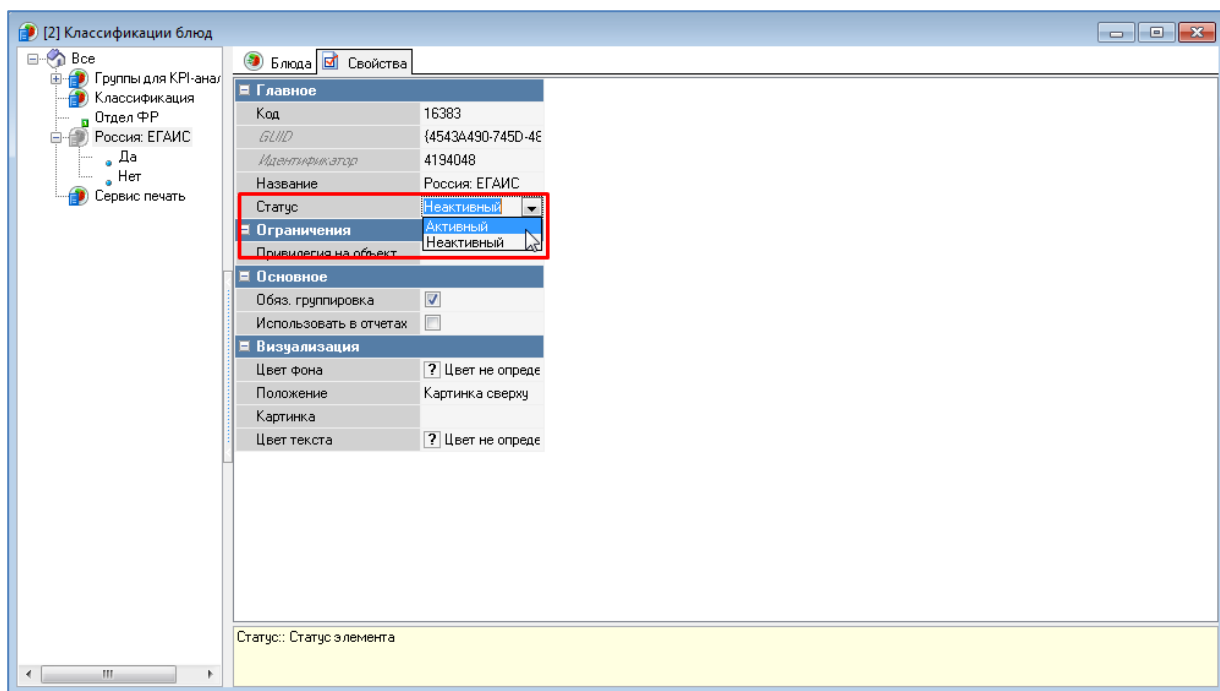 [2] Классификации блюд
Все
Группы для KPI-анал
Классификация
Отдел ФР
Россия: ЕГАИС
Да
Нет
Сервис печать
Блюда Свойства
Главное
Код 16383
GUID {4543A490-745D-4E
Идентификатор 4194048
Название Россия: ЕГАИС
Статус Неактивный
Активный
Ограничения
Неактивный
Привилегия на объект
Основное
Обяз. группировка
Использовать в отчетах
Визуализация
Цвет фона ? Цвет не опреде
Положение Картинка сверху
Картинка
Цвет текста ? Цвет не опреде
Статус:: Статус элемента